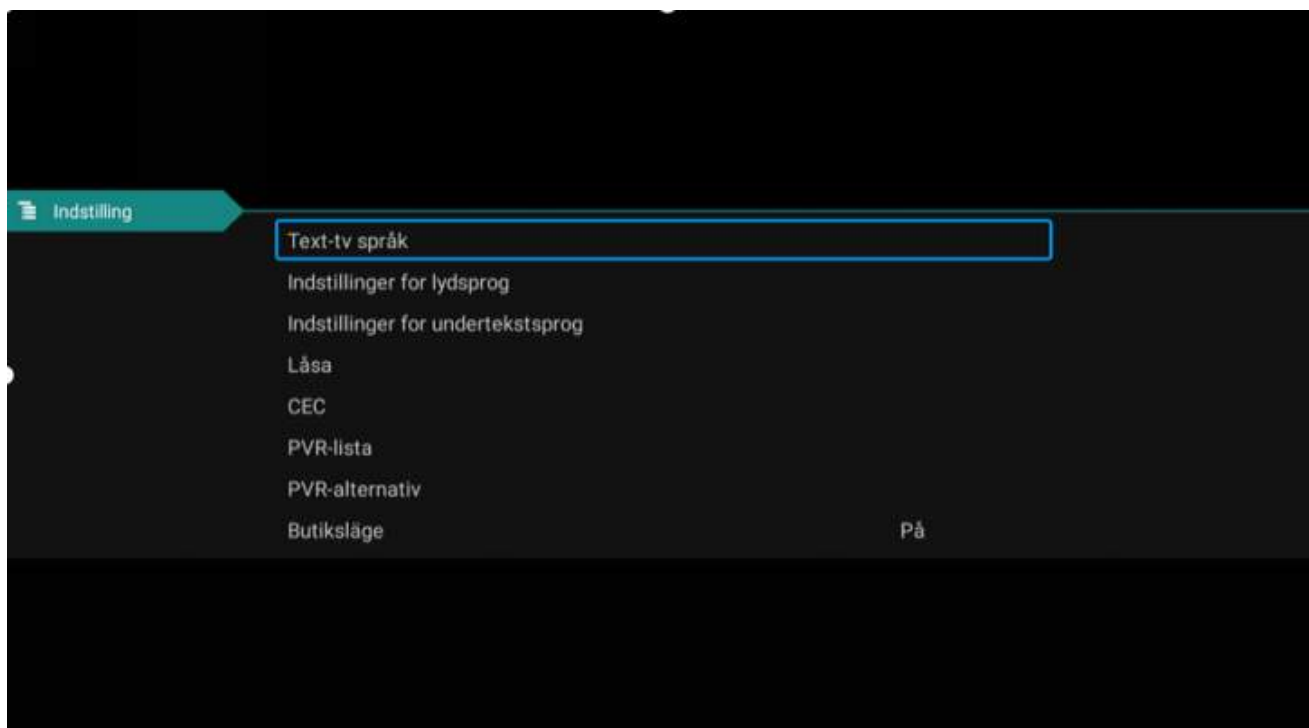 Indstilling
Text-tv språk
Indstillinger for lydsprog
Indstillinger for undertekstsprog
Låsa
CEC
PVR-lista
PVR-alternativ
Butiksläge På